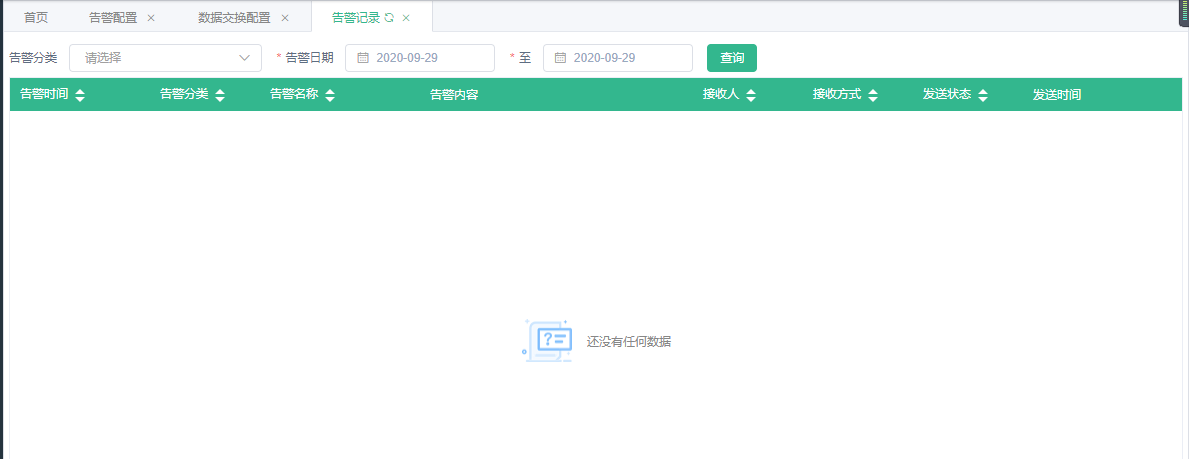 首页 告警配置 × 数据交换配置 × 告警记录 ×
告警分类 请选择 * 告警日期 2020-09-29 * 至 2020-09-29 查询
告警时间 告警分类 告警名称 告警内容 接收人 接收方式 发送状态 发送时间
?
还没有任何数据